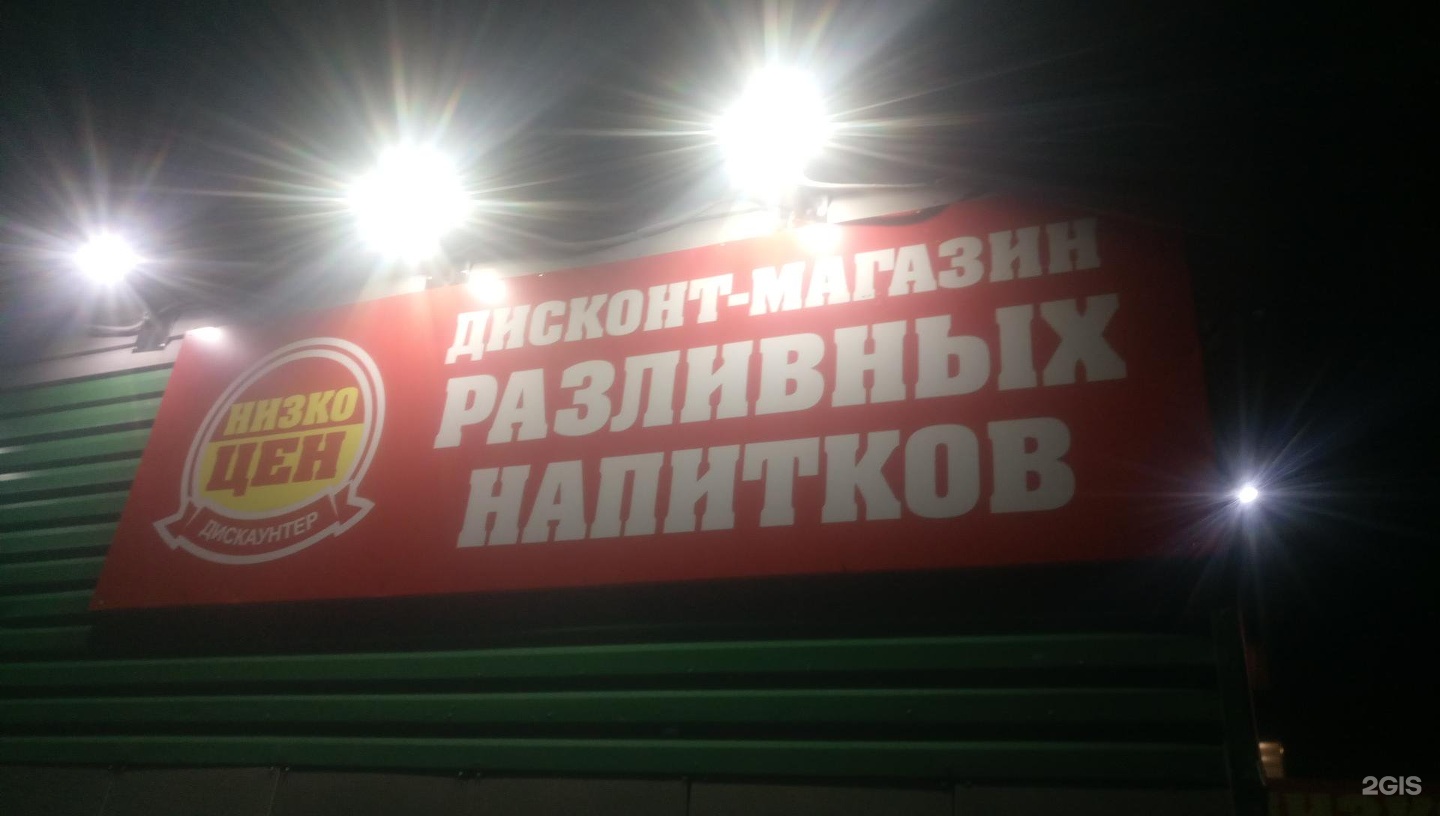 НИЗКО
ЦЕН
ДИСКАУНТЕР
ДИСКОНТ-МАГАЗИН
РАЗЛИВНЫХ
НАПИТКОВ
2GIS